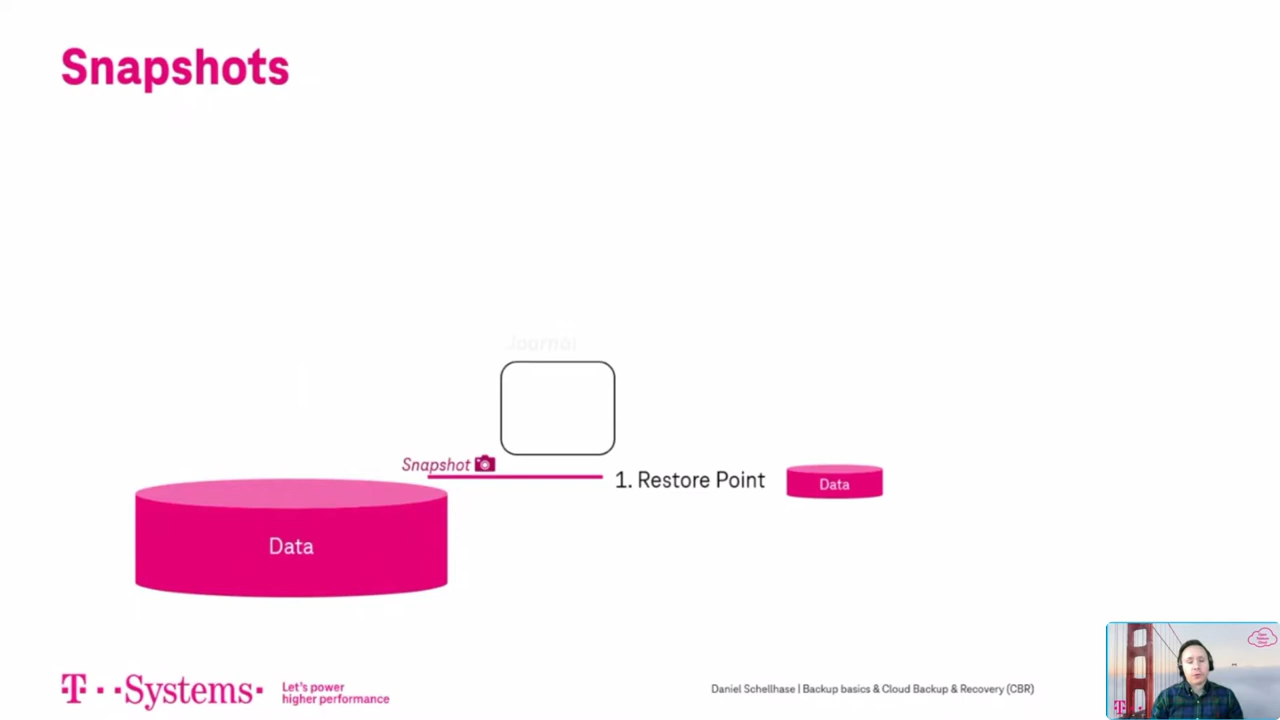 Snapshots
Journal
Snapshot
1. Restore Point
Data
Data
T··Systems·
Let's power
higher performance
Daniel Schellhase | Backup basics & Cloud Backup & Recovery (CBR)